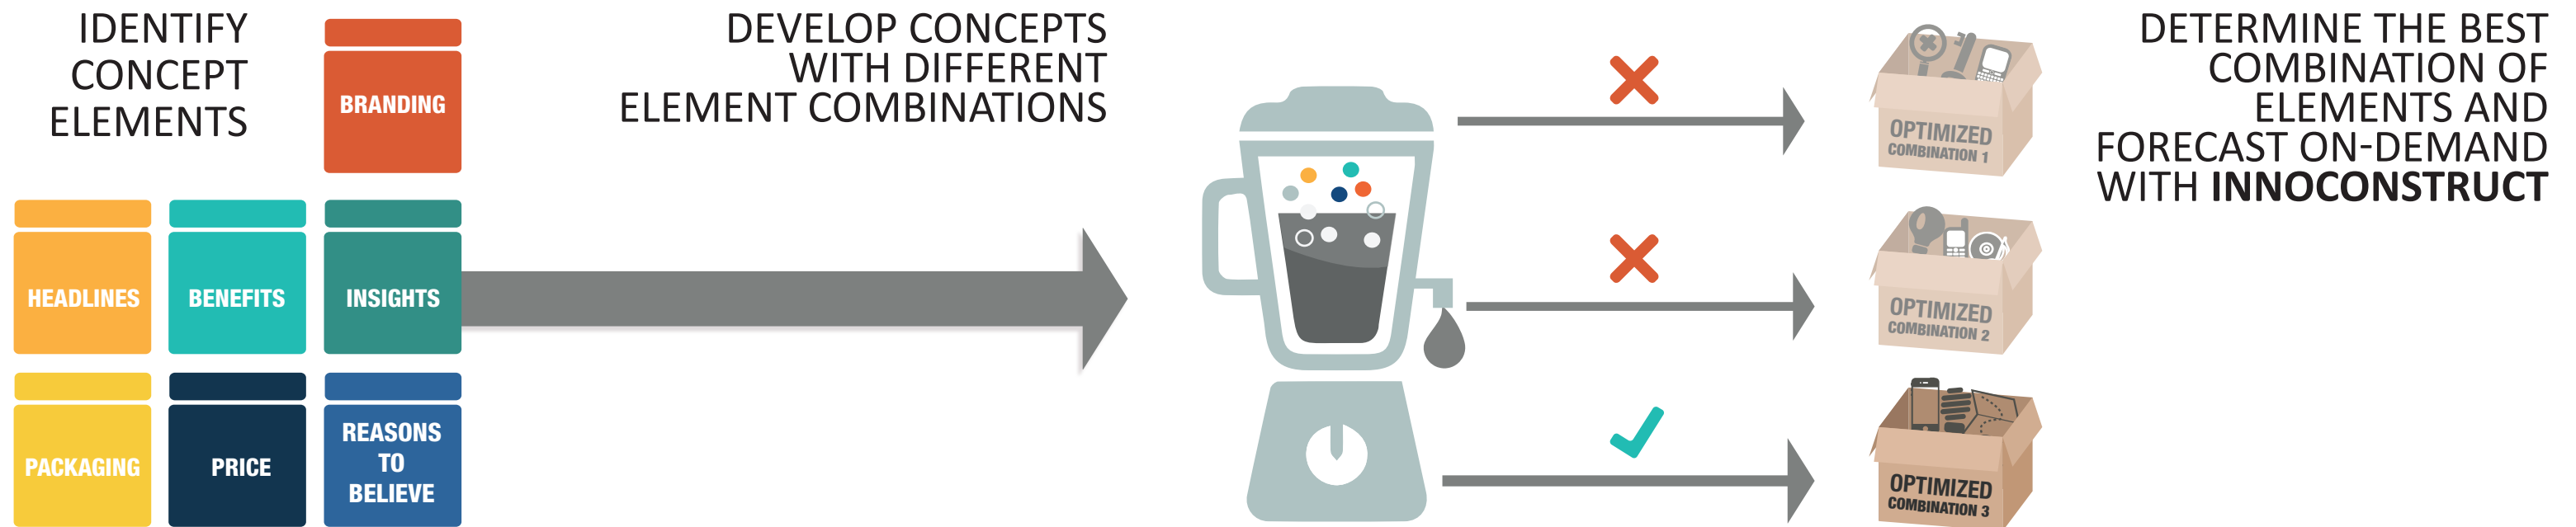 IDENTIFY
CONCEPT
ELEMENTS
BRANDING
HEADLINES
BENEFITS
INSIGHTS
PACKAGING
PRICE
REASONS
TO
BELIEVE
DEVELOP CONCEPTS
WITH DIFFERENT
ELEMENT COMBINATIONS
OPTIMIZED
COMBINATION 1
OPTIMIZED
COMBINATION 2
OPTIMIZED
COMBINATION 3
DETERMINE THE BEST
COMBINATION OF
ELEMENTS AND
FORECAST ON-DEMAND
WITH INNOCONSTRUCT